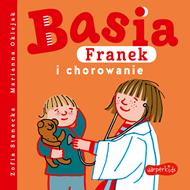 Basia
Franek
i chorowanie
Zofia Stanecka
Marianna Oklejak
harperkids